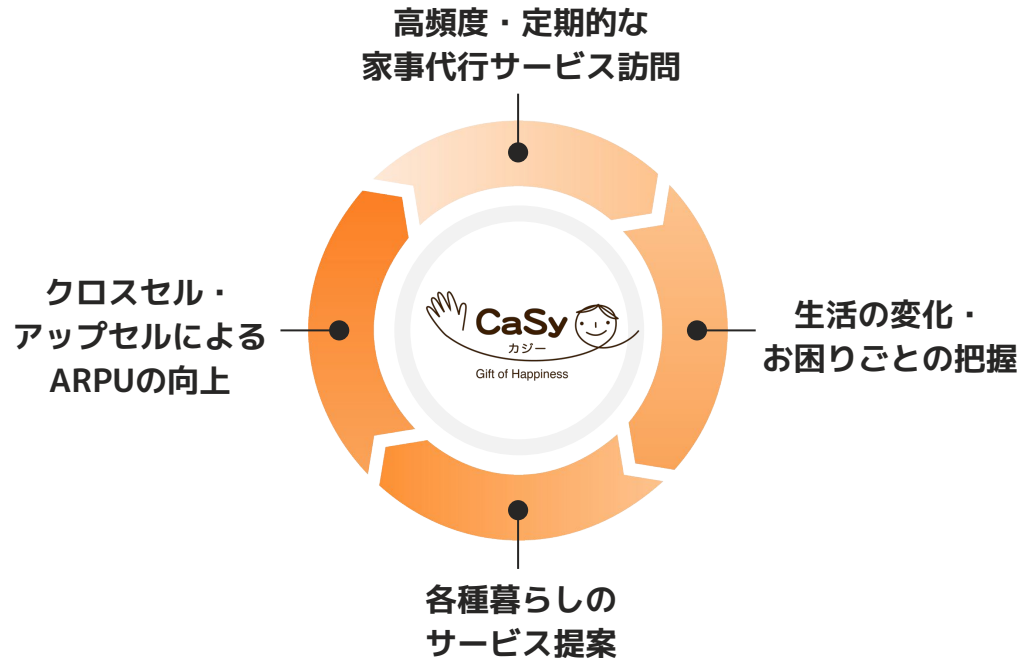 高頻度・定期的な
家事代行サービス訪問
生活の変化・
お困りごとの把握
各種暮らしの
サービス提案
クロスセル・
アップセルによる
ARPUの向上
CaSy
カジー
Gift of Happiness